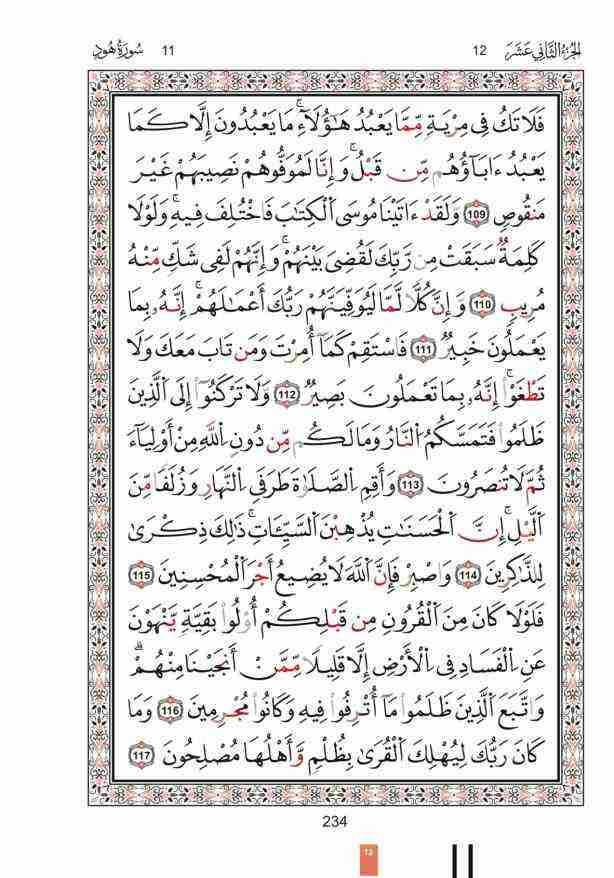 الجزء الثاني عشر 12 11 سورة هود
فَلَا تَكُ فِى مِرْيَةٍ مِّمَّا يَعْبُدُ هَـٰٓؤُلَآءِ ۚ مَا يَعْبُدُونَ إِلَّا كَمَا
يَعْبُدُ ءَابَآؤُهُم مِّن قَبْلُ ۚ وَإِنَّا لَمُوَفُّوهُمْ نَصِيبَهُمْ غَيْرَ
مَنقُوصٍ 109 وَلَقَدْ ءَاتَيْنَا مُوسَى ٱلْكِتَـٰبَ فَٱخْتُلِفَ فِيهِ ۚ وَلَوْلَا
كَلِمَةٌ سَبَقَتْ مِن رَّبِّكَ لَقُضِىَ بَيْنَهُمْ ۚ وَإِنَّهُمْ لَفِى شَكٍّ مِّنْهُ
مُرِيبٍ 110 وَإِنَّ كُلًّا لَّمَّا لَيُوَفِّيَنَّهُمْ رَبُّكَ أَعْمَـٰلَهُمْ ۚ إِنَّهُۥ بِمَا
يَعْمَلُونَ خَبِيرٌ 111 فَٱسْتَقِمْ كَمَآ أُمِرْتَ وَمَن تَابَ مَعَكَ وَلَا
تَطْغَوْا۟ ۚ إِنَّهُۥ بِمَا تَعْمَلُونَ بَصِيرٌ 112 وَلَا تَرْكَنُوٓا۟ إِلَى ٱلَّذِينَ
ظَلَمُوا۟ فَتَمَسَّكُمُ ٱلنَّارُ وَمَا لَكُم مِّن دُونِ ٱللَّهِ مِنْ أَوْلِيَآءَ
ثُمَّ لَا تُنصَرُونَ 113 وَأَقِمِ ٱلصَّلَوٰةَ طَرَفَىِ ٱلنَّهَارِ وَزُلَفًا مِّنَ
ٱلَّيْلِ ۚ إِنَّ ٱلْحَسَنَـٰتِ يُذْهِبْنَ ٱلسَّيِّـَٔاتِ ۚ ذَٰلِكَ ذِكْرَىٰ
لِلذَّٰكِرِينَ 114 وَٱصْبِرْ فَإِنَّ ٱللَّهَ لَا يُضِيعُ أَجْرَ ٱلْمُحْسِنِينَ 115
فَلَوْلَا كَانَ مِنَ ٱلْقُرُونِ مِن قَبْلِكُمْ أُو۟لُوا۟ بَقِيَّةٍ يَنْهَوْنَ
عَنِ ٱلْفَسَادِ فِى ٱلْأَرْضِ إِلَّا قَلِيلًا مِّمَّنْ أَنجَيْنَا مِنْهُمْ ۗ
وَٱتَّبَعَ ٱلَّذِينَ ظَلَمُوا۟ مَآ أُتْرِفُوا۟ فِيهِ وَكَانُوا۟ مُجْرِمِينَ 116 وَمَا
كَانَ رَبُّكَ لِيُهْلِكَ ٱلْقُرَىٰ بِظُلْمٍ وَأَهْلُهَا مُصْلِحُونَ 117
234
12